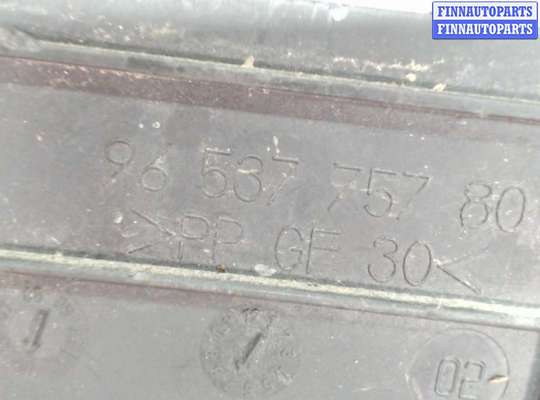 FINNAUTOPARTS
FINNAUTOPARTS
96 537 757 80
>PP GF 30<
02